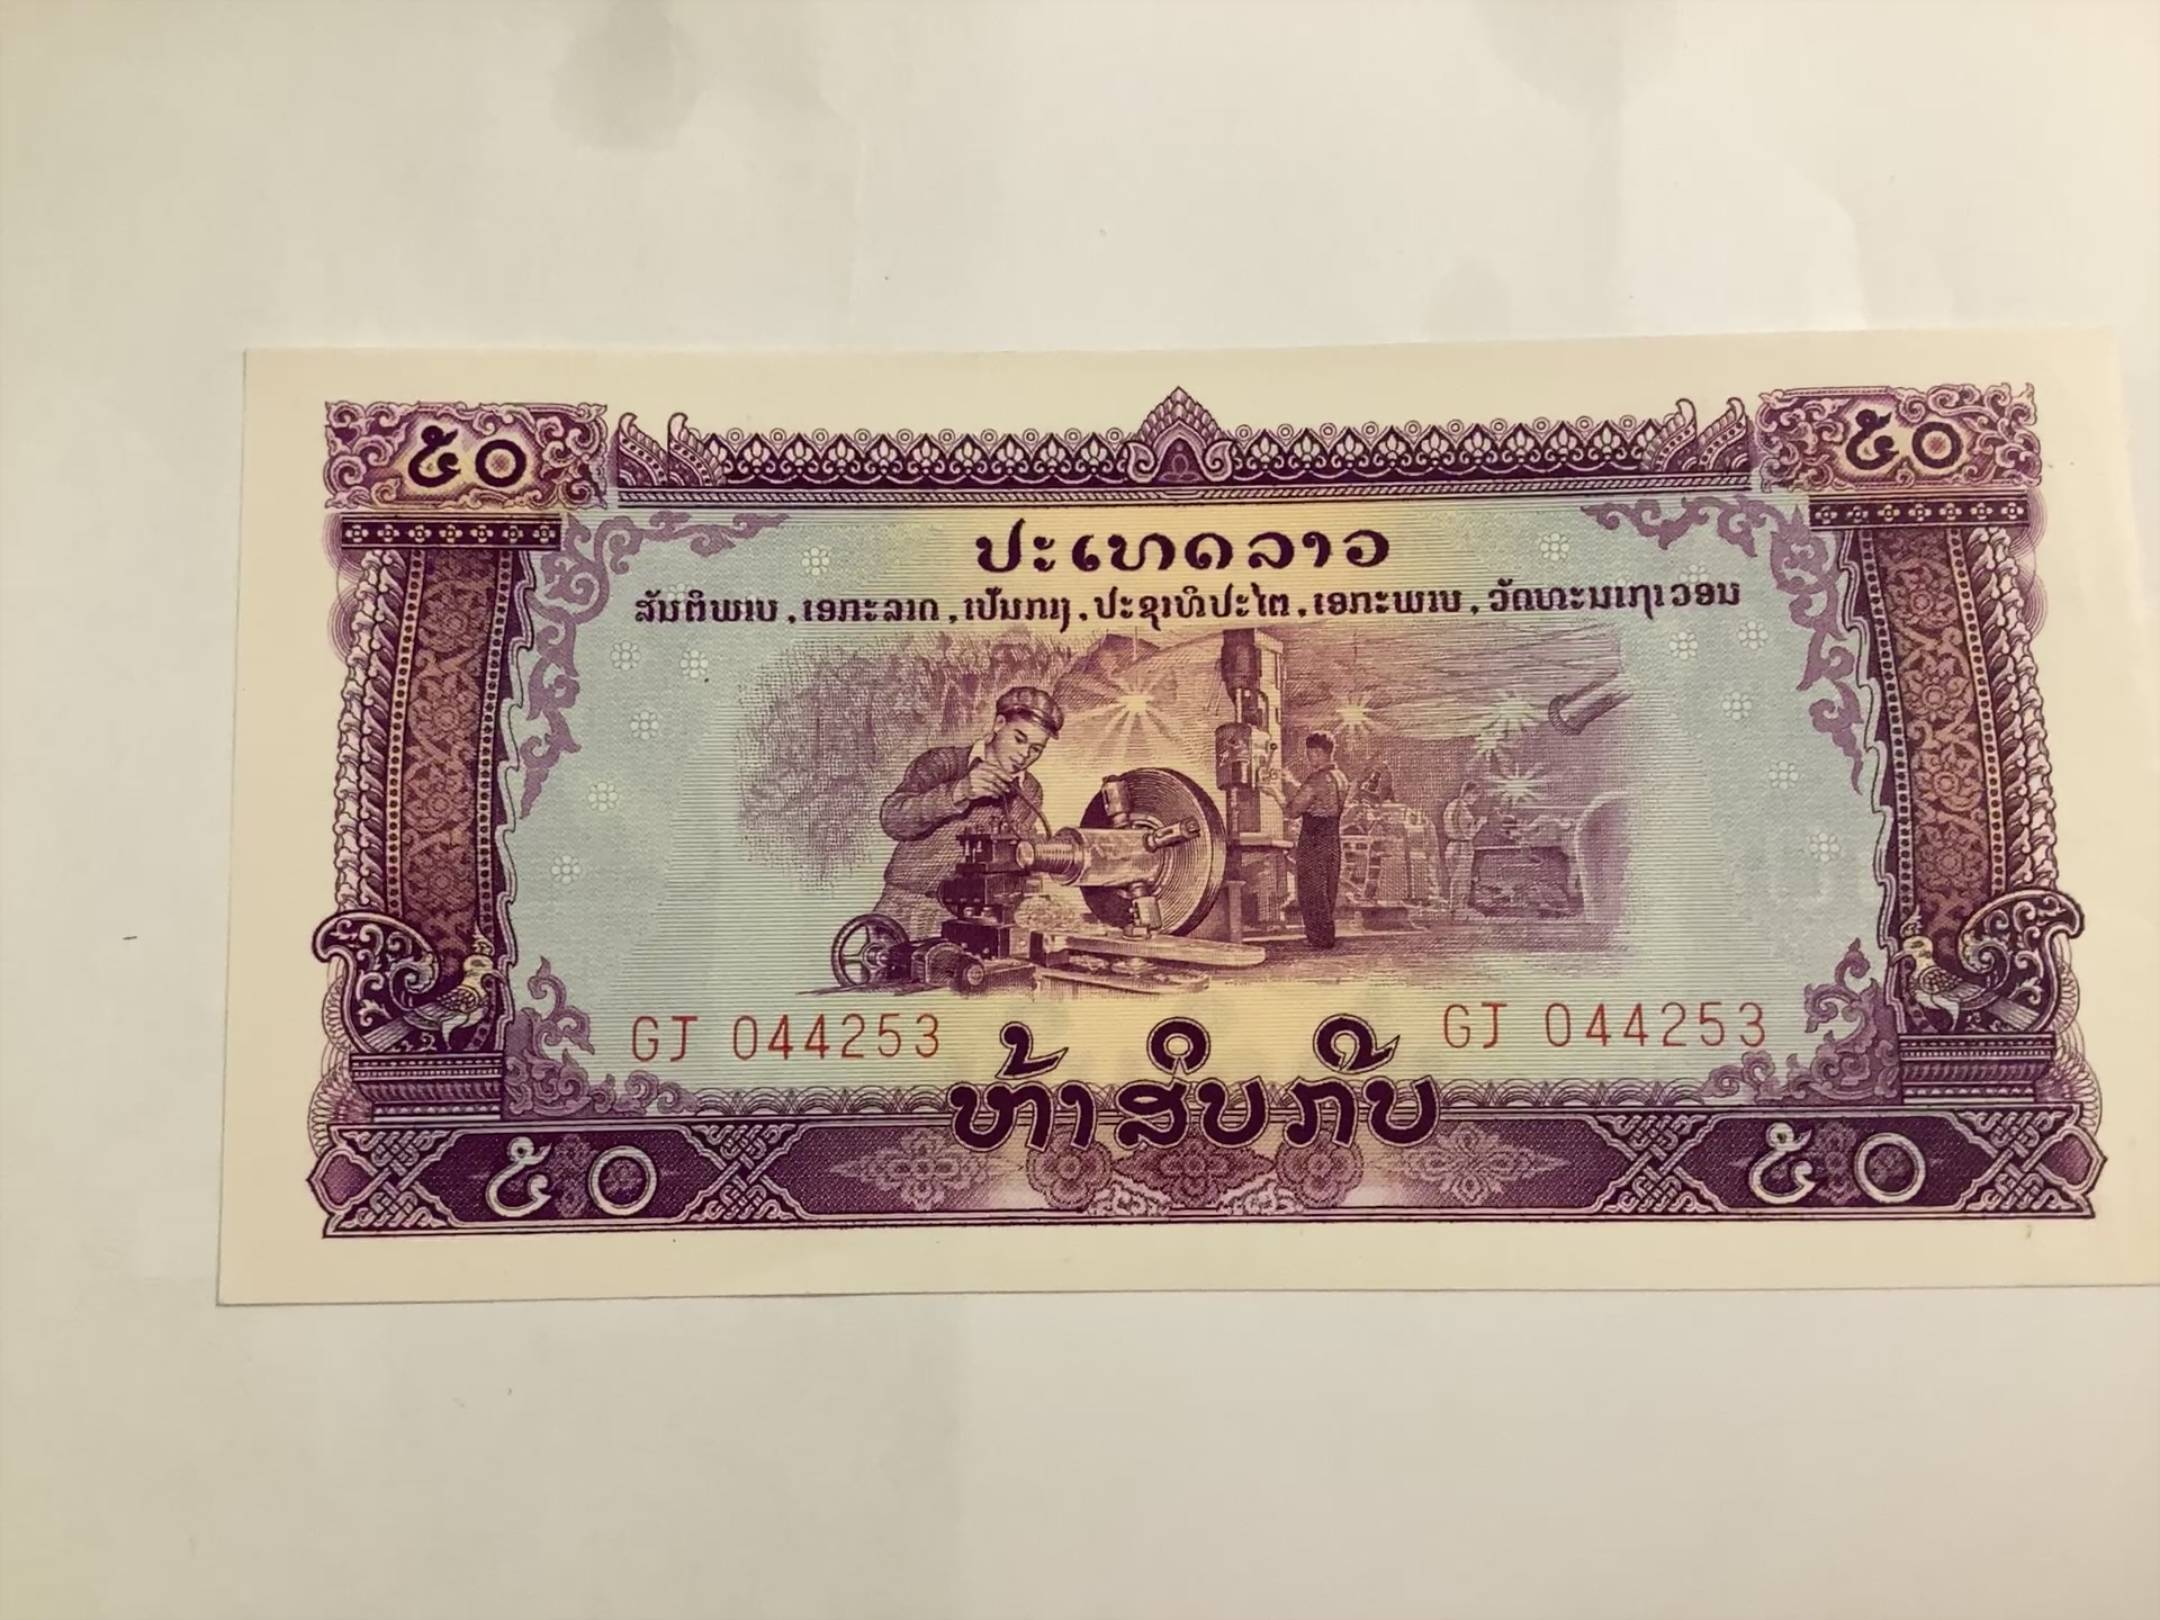 ໕໐ ໕໐
ປະເທດລາວ
ສັນຕິພາບ, ເອກະລາດ, ເປັນກາງ, ປະຊາທິປະໄຕ, ເອກະພາບ, ວັດທະນາຖາວອນ
GJ 044253 GJ 044253
ຫ້າສິບກີບ
໕໐ ໕໐